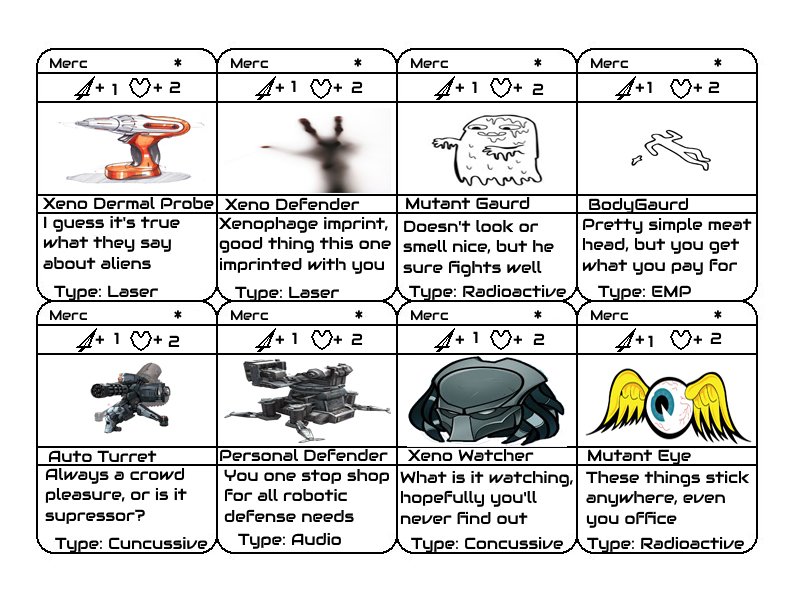 Merc *
+ 1 + 2
Xeno Dermal Probe
I guess it's true
what they say
about aliens
Type: Laser
Merc *
+ 1 + 2
Xeno Defender
Xenophage imprint,
good thing this one
imprinted with you
Type: Laser
Merc *
+ 1 + 2
Mutant Gaurd
Doesn't look or
smell nice, but he
sure fights well
Type: Radioactive
Merc *
+1 + 2
BodyGaurd
Pretty simple meat
head, but you get
what you pay for
Type: EMP
Merc *
+ 1 + 2
Auto Turret
Always a crowd
pleasure, or is it
supressor?
Type: Cuncussive
Merc *
+ 1 + 2
Personal Defender
You one stop shop
for all robotic
defense needs
Type: Audio
Merc *
+ 1 + 2
Xeno Watcher
What is it watching,
hopefully you'll
never find out
Type: Concussive
Merc *
+1 + 2
Mutant Eye
These things stick
anywhere, even
you office
Type: Radioactive